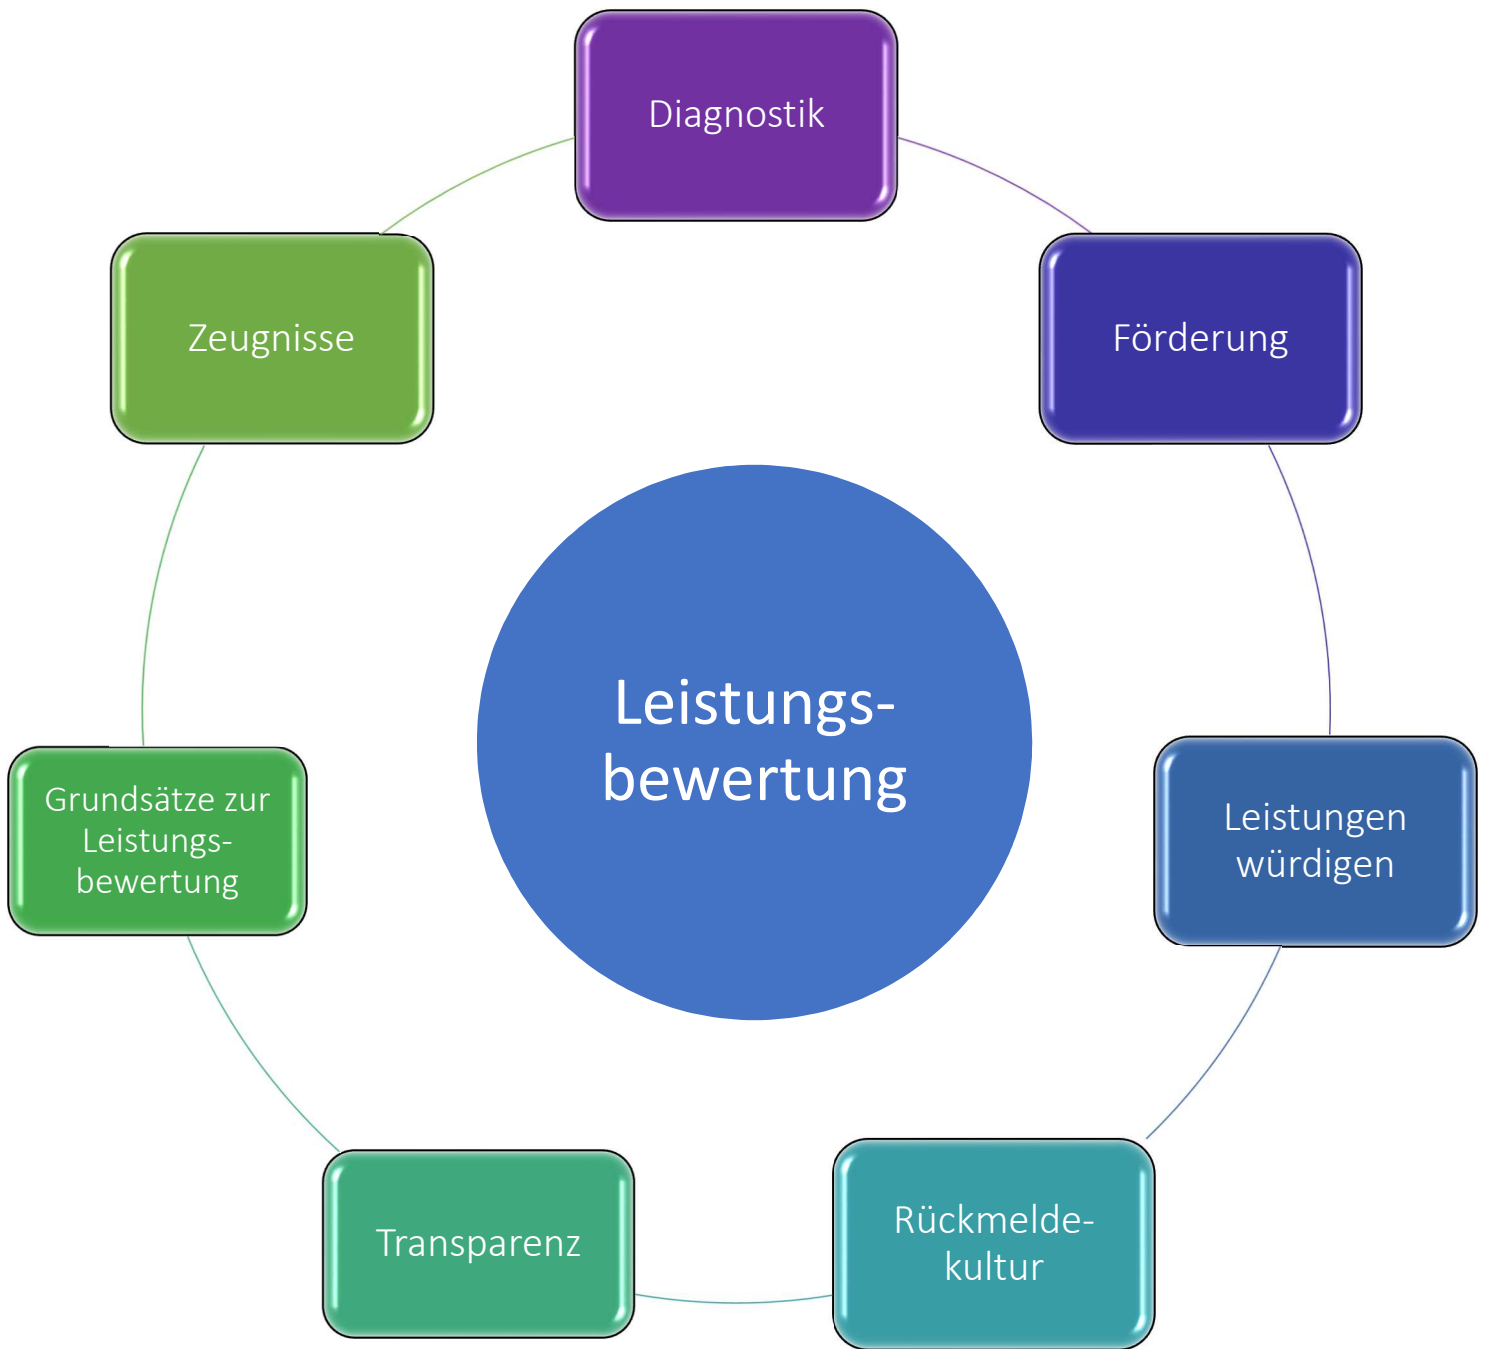 Diagnostik
Zeugnisse
Förderung
Leistungs-
bewertung
Grundsätze zur
Leistungs-
bewertung
Leistungen
würdigen
Transparenz
Rückmelde-
kultur